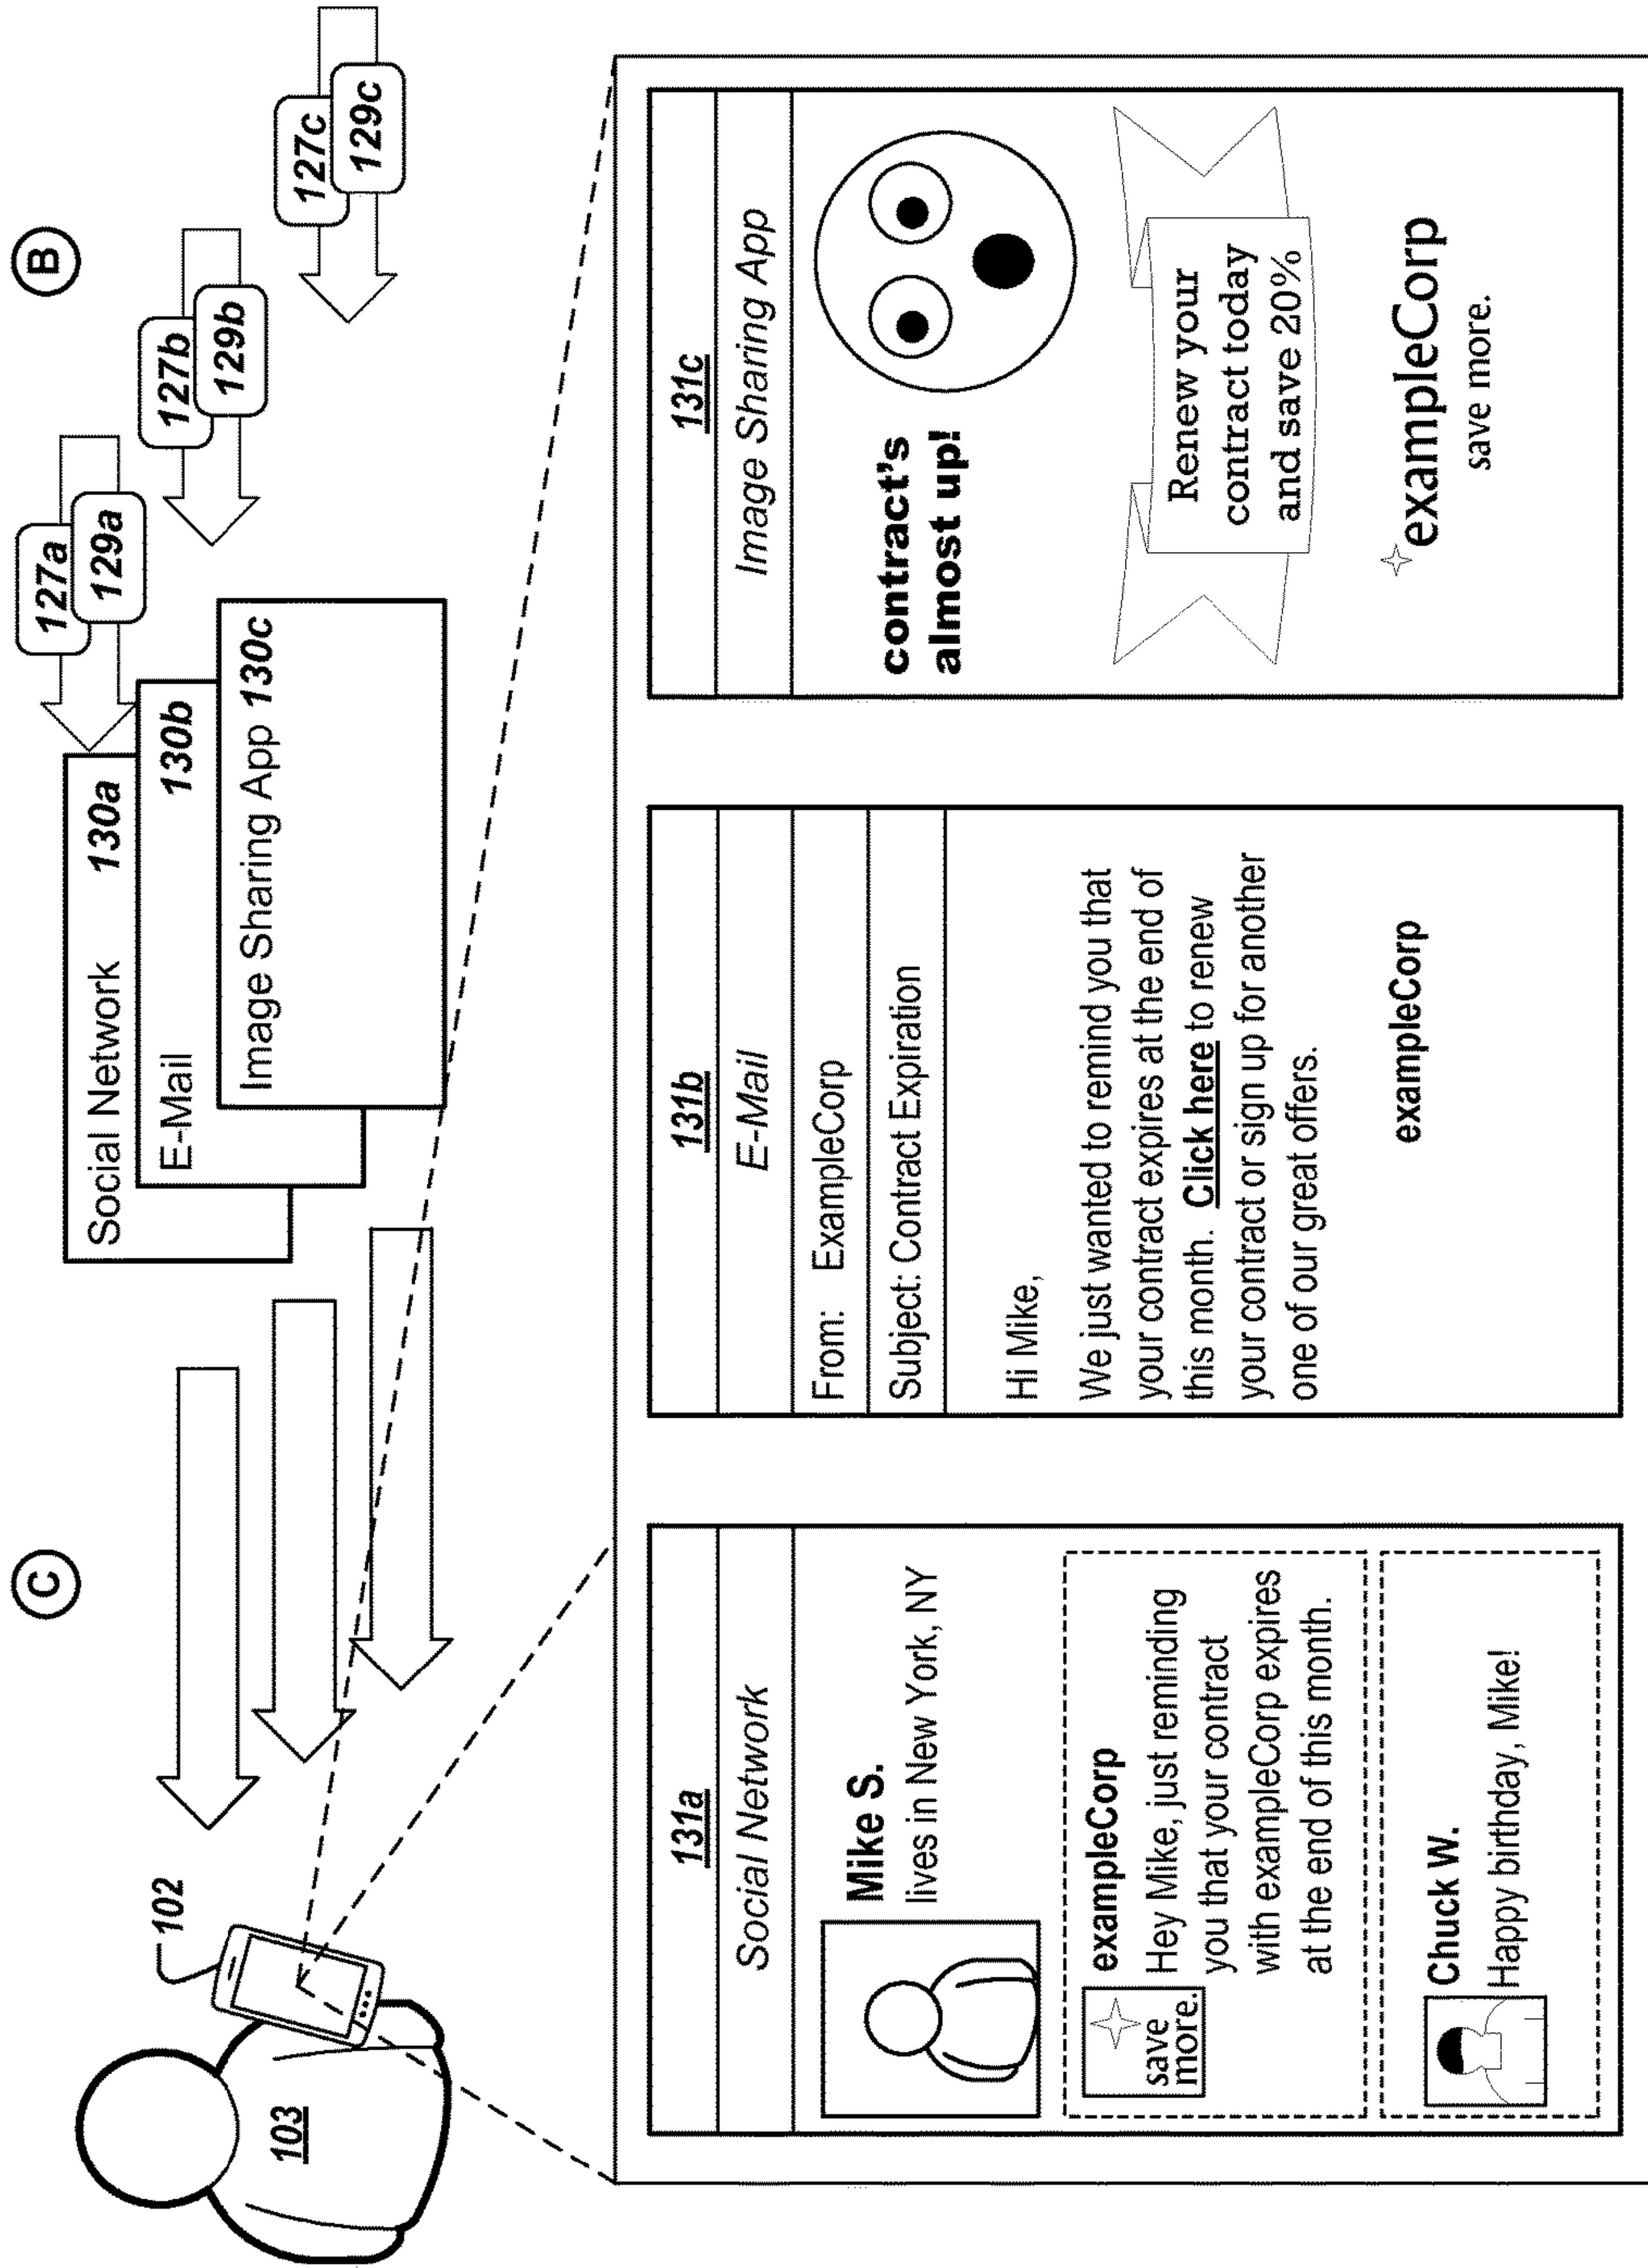 C
B
102
103
Social Network 130a
E-Mail 130b
Image Sharing App 130c
127a
129a
127b
129b
127c
129c
131a
Social Network
Mike S.
lives in New York, NY
save
more.
exampleCorp
Hey Mike, just reminding
you that your contract
with exampleCorp expires
at the end of this month.
Chuck W.
Happy birthday, Mike!
131b
E-Mail
From: ExampleCorp
Subject: Contract Expiration
Hi Mike,
We just wanted to remind you that
your contract expires at the end of
this month. Click here to renew
your contract or sign up for another
one of our great offers.
exampleCorp
131c
Image Sharing App
contract's
almost up!
Renew your
contract today
and save 20%
exampleCorp
save more.